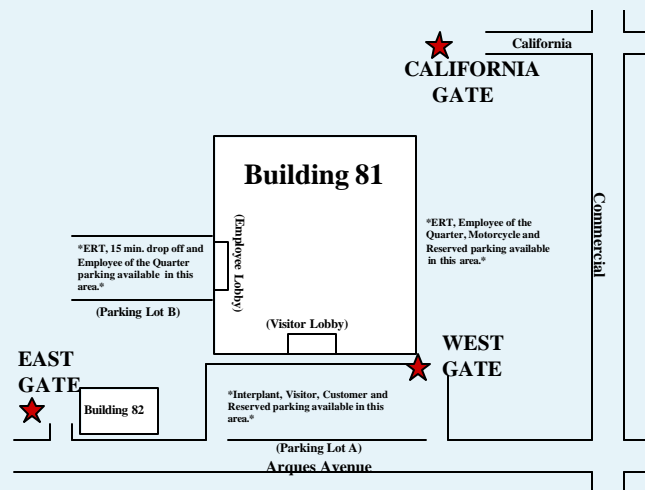 California
CALIFORNIA
GATE
Building 81
Commercial
(Employee Lobby)
*ERT, 15 min. drop off and
Employee of the Quarter
parking available in this
area.*
(Parking Lot B)
*ERT, Employee of the
Quarter, Motorcycle and
Reserved parking available
in this area.*
(Visitor Lobby)
WEST
GATE
EAST
GATE
Building 82
*Interplant, Visitor, Customer and
Reserved parking available in this
area.*
(Parking Lot A)
Arques Avenue